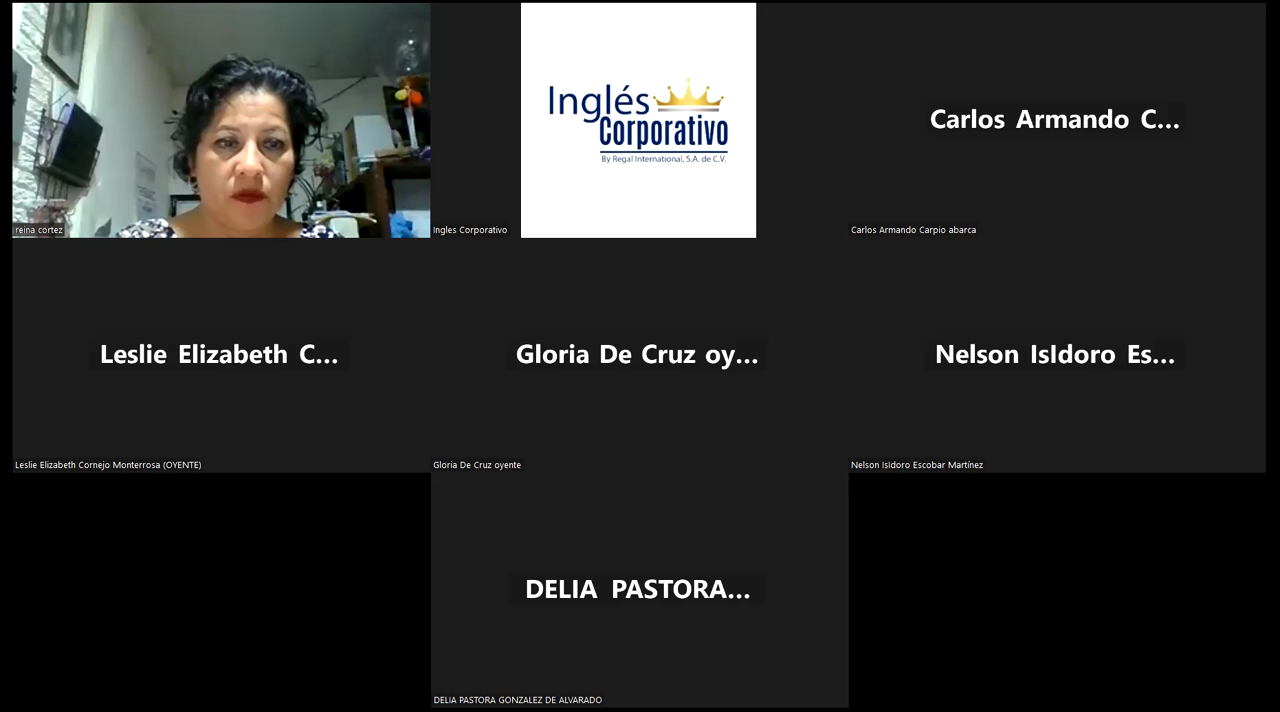 reina cortez
Inglés
Corporativo
By Regal International, S.A. de C.V.
Ingles Corporativo
Carlos Armando C...
Carlos Armando Carpio abarca
Leslie Elizabeth C...
Leslie Elizabeth Cornejo Monterrosa (OYENTE)
Gloria De Cruz oy...
Gloria De Cruz oyente
Nelson IsIdoro Es...
Nelson IsIdoro Escobar Martínez
DELIA PASTORA...
DELIA PASTORA GONZALEZ DE ALVARADO